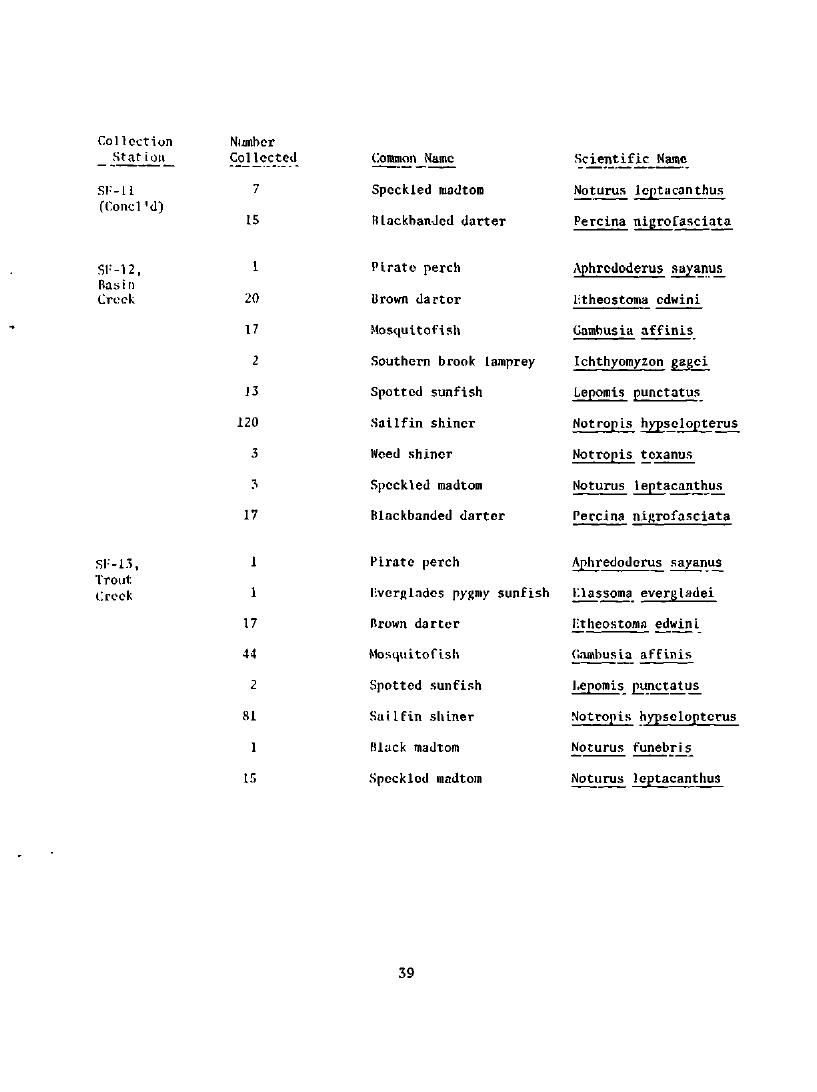 Collection Number
Station Collected Common Name Scientific Name
SF-11 7 Speckled madtom Noturus leptacanthus
(Concl'd)
15 Blackbanded darter Percina nigrofasciata
SF-12, 1 Pirate perch Aphredoderus sayanus
Basin
Creek 20 Brown darter Etheostoma edwini
17 Mosquitofish Gambusia affinis
2 Southern brook lamprey Ichthyomyzon gagei
13 Spotted sunfish Lepomis punctatus
120 Sailfin shiner Notropis hypselopterus
3 Weed shiner Notropis texanus
3 Speckled madtom Noturus leptacanthus
17 Blackbanded darter Percina nigrofasciata
SF-13, 1 Pirate perch Aphredoderus sayanus
Trout
Creek 1 Everglades pygmy sunfish Elassoma evergladei
17 Brown darter Etheostoma edwini
44 Mosquitofish Gambusia affinis
2 Spotted sunfish Lepomis punctatus
81 Sailfin shiner Notropis hypselopterus
1 Black madtom Noturus funebris
15 Speckled madtom Noturus leptacanthus
39